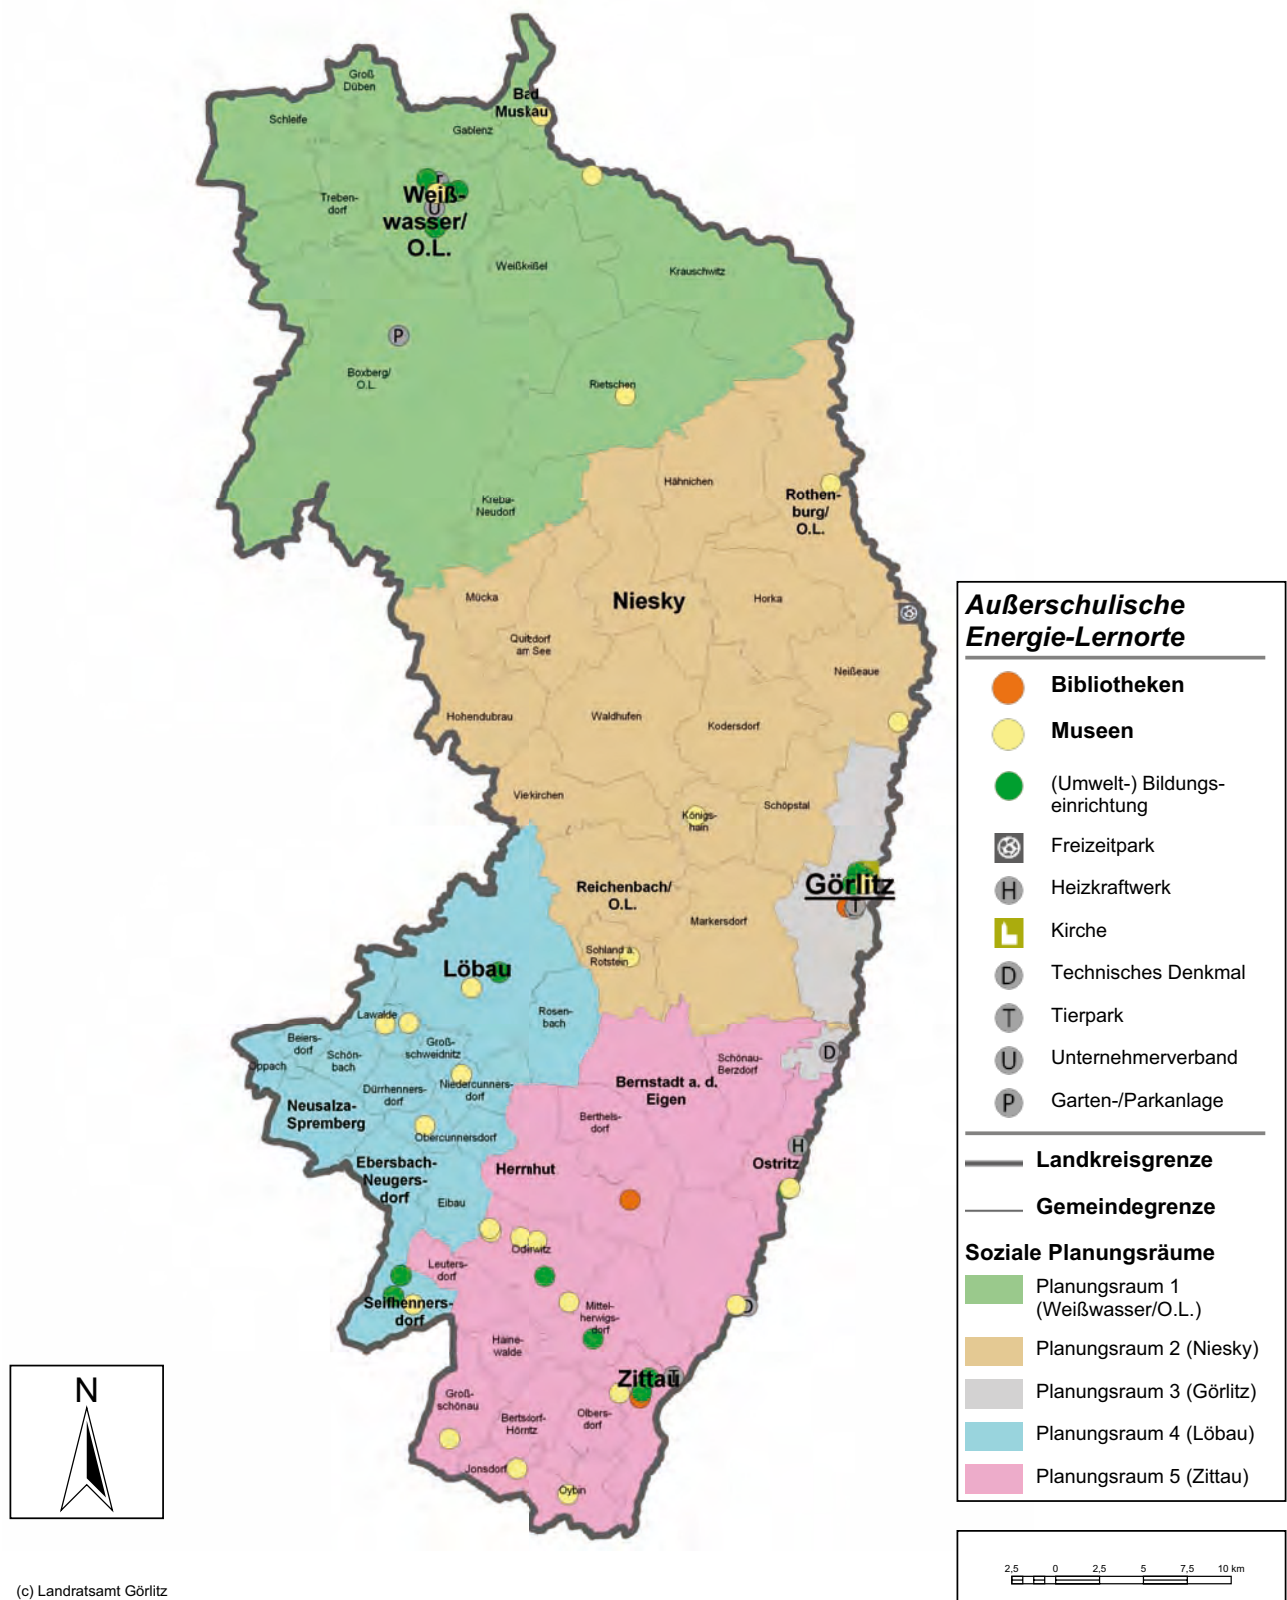 Groß
Düben
Bad
Muskau
Schleife
Gablenz
Weiß-
wasser/
O.L.
U
Treben-
dorf
Weißkeißel
Krauschwitz
P
Boxberg/
O.L.
Rietschen
Hähnichen
Rothen-
burg/
O.L.
Kreba-
Neudorf
Mücka
Niesky
Horka
Quitzdorf
am See
Neißeaue
Hohendubrau
Waldhufen
Kodersdorf
Vierkirchen
Schöpstal
Königs-
hain
Reichenbach/
O.L.
Görlitz
T
Markersdorf
Sohland a.
Rotstein
Löbau
Lawalde
Rosen-
bach
Beiers-
dorf
Schön-
bach
Groß-
schweidnitz
Oppach
Dürrhenners-
dorf
Niedercunners-
dorf
Schönau-
Berzdorf
D
Bernstadt a. d.
Eigen
Neusalza-
Spremberg
Berthels-
dorf
Obercunnersdorf
H
Ostritz
Ebersbach-
Neugers-
dorf
Herrnhut
Eibau
Oderwitz
Leuters-
dorf
Seifhenners-
dorf
Mittel-
herwigs-
dorf
D
Haine-
walde
Zittau
T
Groß-
schönau
Bertsdorf-
Hörnitz
Olbers-
dorf
Jonsdorf
Oybin
Außerschulische
Energie-Lernorte
Bibliotheken
Museen
(Umwelt-) Bildungs-
einrichtung
Freizeitpark
H Heizkraftwerk
Kirche
D Technisches Denkmal
T Tierpark
U Unternehmerverband
P Garten-/Parkanlage
Landkreisgrenze
Gemeindegrenze
Soziale Planungsräume
Planungsraum 1
(Weißwasser/O.L.)
Planungsraum 2 (Niesky)
Planungsraum 3 (Görlitz)
Planungsraum 4 (Löbau)
Planungsraum 5 (Zittau)
N
2,5 0 2,5 5 7,5 10 km
(c) Landratsamt Görlitz